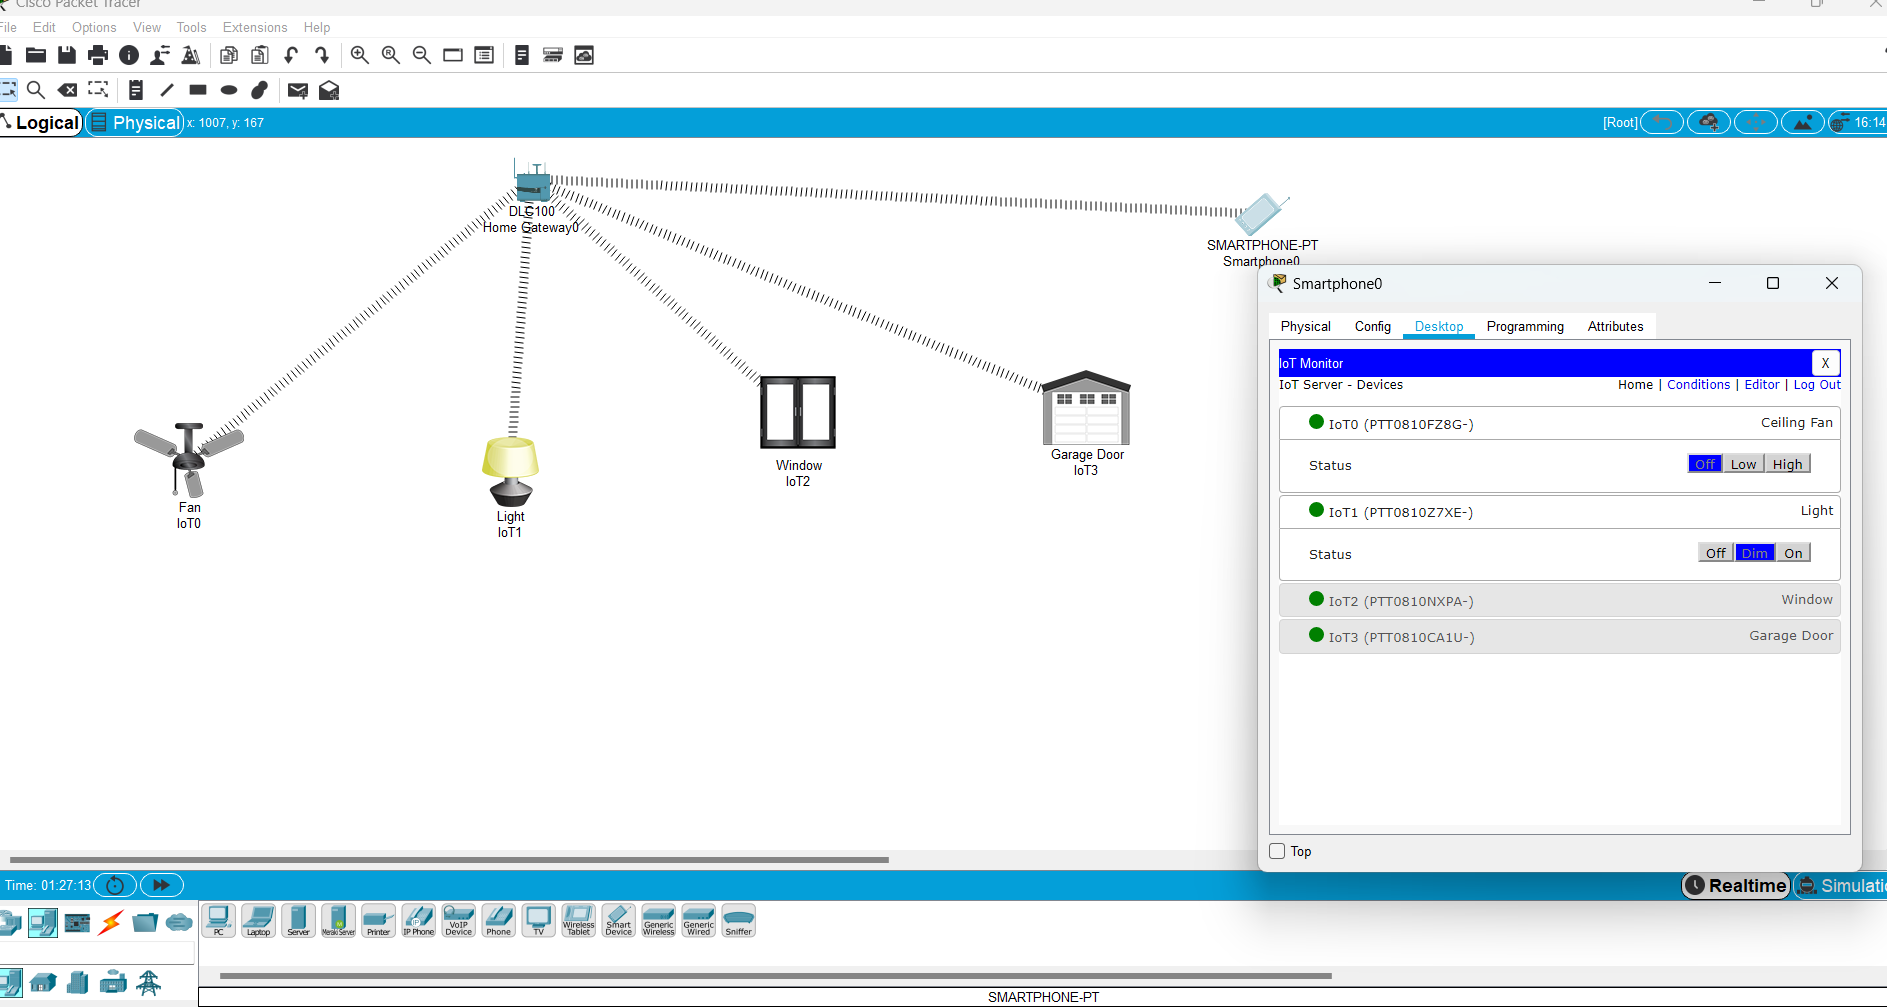 Cisco Packet Tracer
File Edit Options View Tools Extensions Help
Logical Physical x: 1007, y: 167 [Root] 16:14
DLC100
Home Gateway0
SMARTPHONE-PT
Smartphone0
Fan
IoT0
Light
IoT1
Window
IoT2
Garage Door
IoT3
Smartphone0
Physical Config Desktop Programming Attributes
IoT Monitor X
IoT Server - Devices Home | Conditions | Editor | Log Out
IoT0 (PTT0810FZ8G-) Ceiling Fan
Status Off Low High
IoT1 (PTT0810Z7XE-) Light
Status Off Dim On
IoT2 (PTT0810NXPA-) Window
IoT3 (PTT0810CA1U-) Garage Door
Top
Time: 01:27:13 Realtime Simulati
PC Laptop Server Meraki Server Printer IP Phone VoIP Device Phone TV Wireless Tablet Smart Device Generic Wireless Generic Wired Sniffer
SMARTPHONE-PT